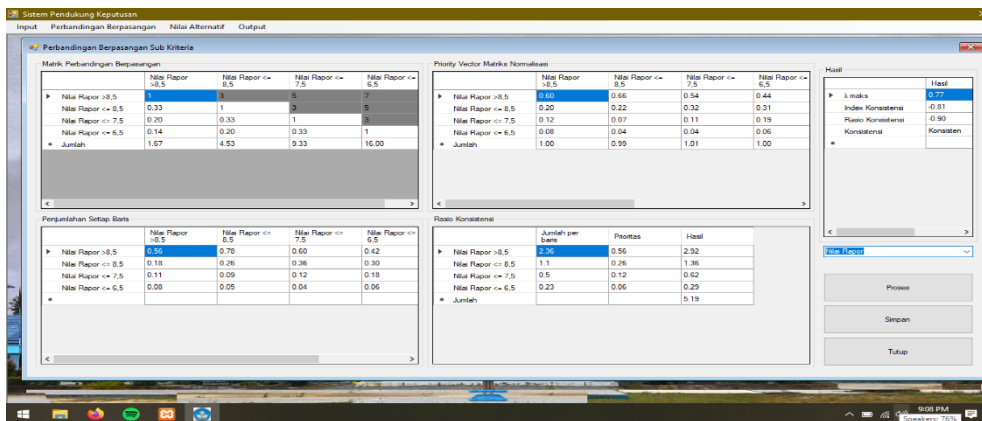 Sistem Pendukung Keputusan
Input Perbandingan Berpasangan Nilai Alternatif Output
Perbandingan Berpasangan Sub Kriteria
Matrik Perbandingan Berpasangan
Nilai Rapor >8,5 Nilai Rapor <= 8,5 Nilai Rapor <= 7,5 Nilai Rapor <= 6,5
Nilai Rapor >8,5 1 3 5 7
Nilai Rapor <= 8,5 0.33 1 3 5
Nilai Rapor <= 7,5 0.20 0.33 1 3
Nilai Rapor <= 6,5 0.14 0.20 0.33 1
Jumlah 1.67 4.53 9.33 16.00
Priority Vector Matriks Normalisasi
Nilai Rapor >8,5 Nilai Rapor <= 8,5 Nilai Rapor <= 7,5 Nilai Rapor <= 6,5
Nilai Rapor >8,5 0.60 0.66 0.54 0.44
Nilai Rapor <= 8,5 0.20 0.22 0.32 0.31
Nilai Rapor <= 7,5 0.12 0.07 0.11 0.19
Nilai Rapor <= 6,5 0.08 0.04 0.04 0.06
Jumlah 1.00 0.99 1.01 1.00
Hasil
Hasil
λ maks 0.77
Index Konsistensi -0.81
Rasio Konsistensi -0.90
Konsistensi Konsisten
Penjumlahan Setiap Baris
Nilai Rapor >8,5 Nilai Rapor <= 8,5 Nilai Rapor <= 7,5 Nilai Rapor <= 6,5
Nilai Rapor >8,5 0.56 0.78 0.60 0.42
Nilai Rapor <= 8,5 0.18 0.26 0.36 0.30
Nilai Rapor <= 7,5 0.11 0.09 0.12 0.18
Nilai Rapor <= 6,5 0.08 0.05 0.04 0.06
Rasio Konsistensi
Jumlah per baris Prioritas Hasil
Nilai Rapor >8,5 2.36 0.56 2.92
Nilai Rapor <= 8,5 1.1 0.26 1.36
Nilai Rapor <= 7,5 0.5 0.12 0.62
Nilai Rapor <= 6,5 0.23 0.06 0.29
Jumlah 5.19
Nilai Rapor
Proses
Simpan
Tutup
9:08 PM
Speakers: 76%